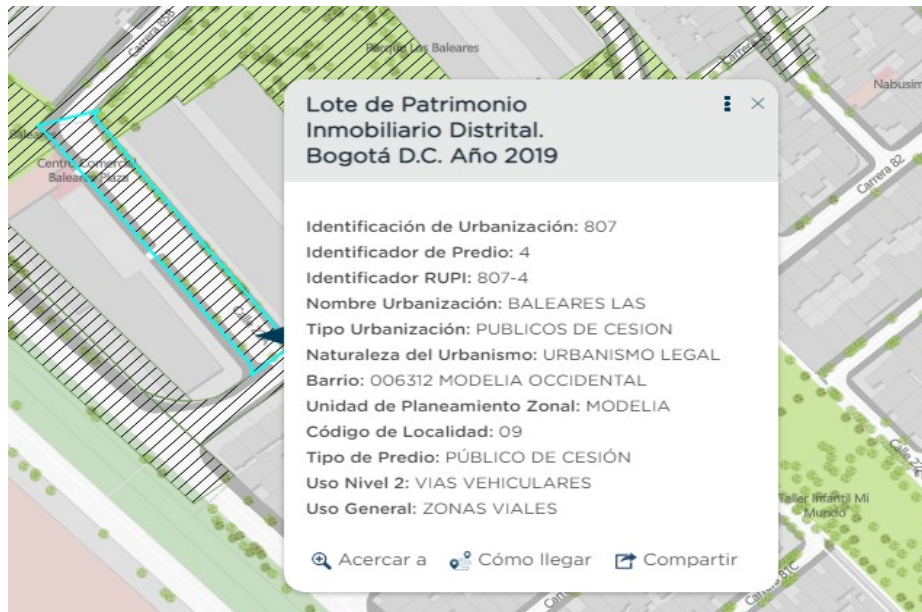 Carrera 85B
Parque Los Baleares
Nabusim
Centro Comercial
Baleares Plaza
Carrera 82
Lote de Patrimonio
Inmobiliario Distrital.
Bogotá D.C. Año 2019
Identificación de Urbanización: 807
Identificador de Predio: 4
Identificador RUPI: 807-4
Nombre Urbanización: BALEARES LAS
Tipo Urbanización: PUBLICOS DE CESION
Naturaleza del Urbanismo: URBANISMO LEGAL
Barrio: 006312 MODELIA OCCIDENTAL
Unidad de Planeamiento Zonal: MODELIA
Código de Localidad: 09
Tipo de Predio: PÚBLICO DE CESIÓN
Uso Nivel 2: VIAS VEHICULARES
Uso General: ZONAS VIALES
Acercar a Cómo llegar Compartir
Taller Infantil Mi
Mundo
Carrera 81C